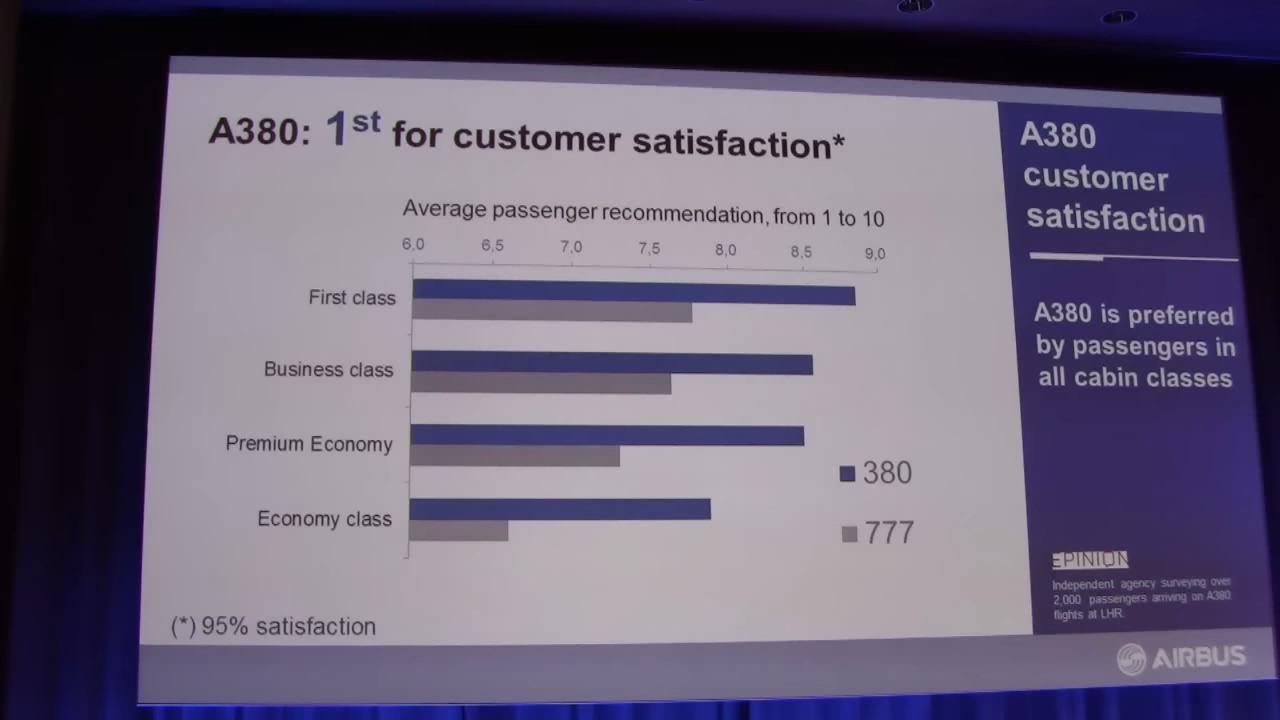 A380: 1st for customer satisfaction*
Average passenger recommendation, from 1 to 10
6,0 6,5 7,0 7,5 8,0 8,5 9,0
First class
Business class
Premium Economy
Economy class
380
777
(*) 95% satisfaction
A380
customer
satisfaction
A380 is preferred
by passengers in
all cabin classes
EPINION
Independent agency surveying over
2,000 passengers arriving on A380
flights at LHR.
AIRBUS